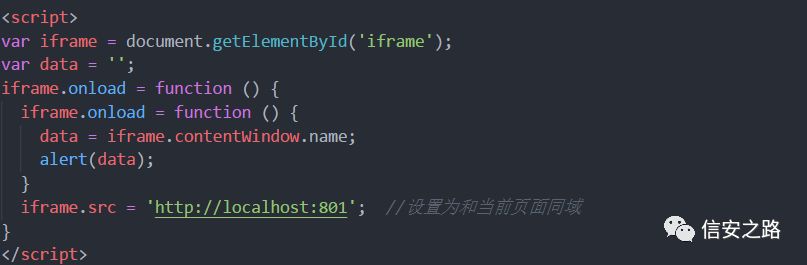 <script>
var iframe = document.getElementById('iframe');
var data = '';
iframe.onload = function () {
iframe.onload = function () {
data = iframe.contentWindow.name;
alert(data);
}
iframe.src = 'http://localhost:801'; //设置为和当前页面同域
}
</script>
信安之路